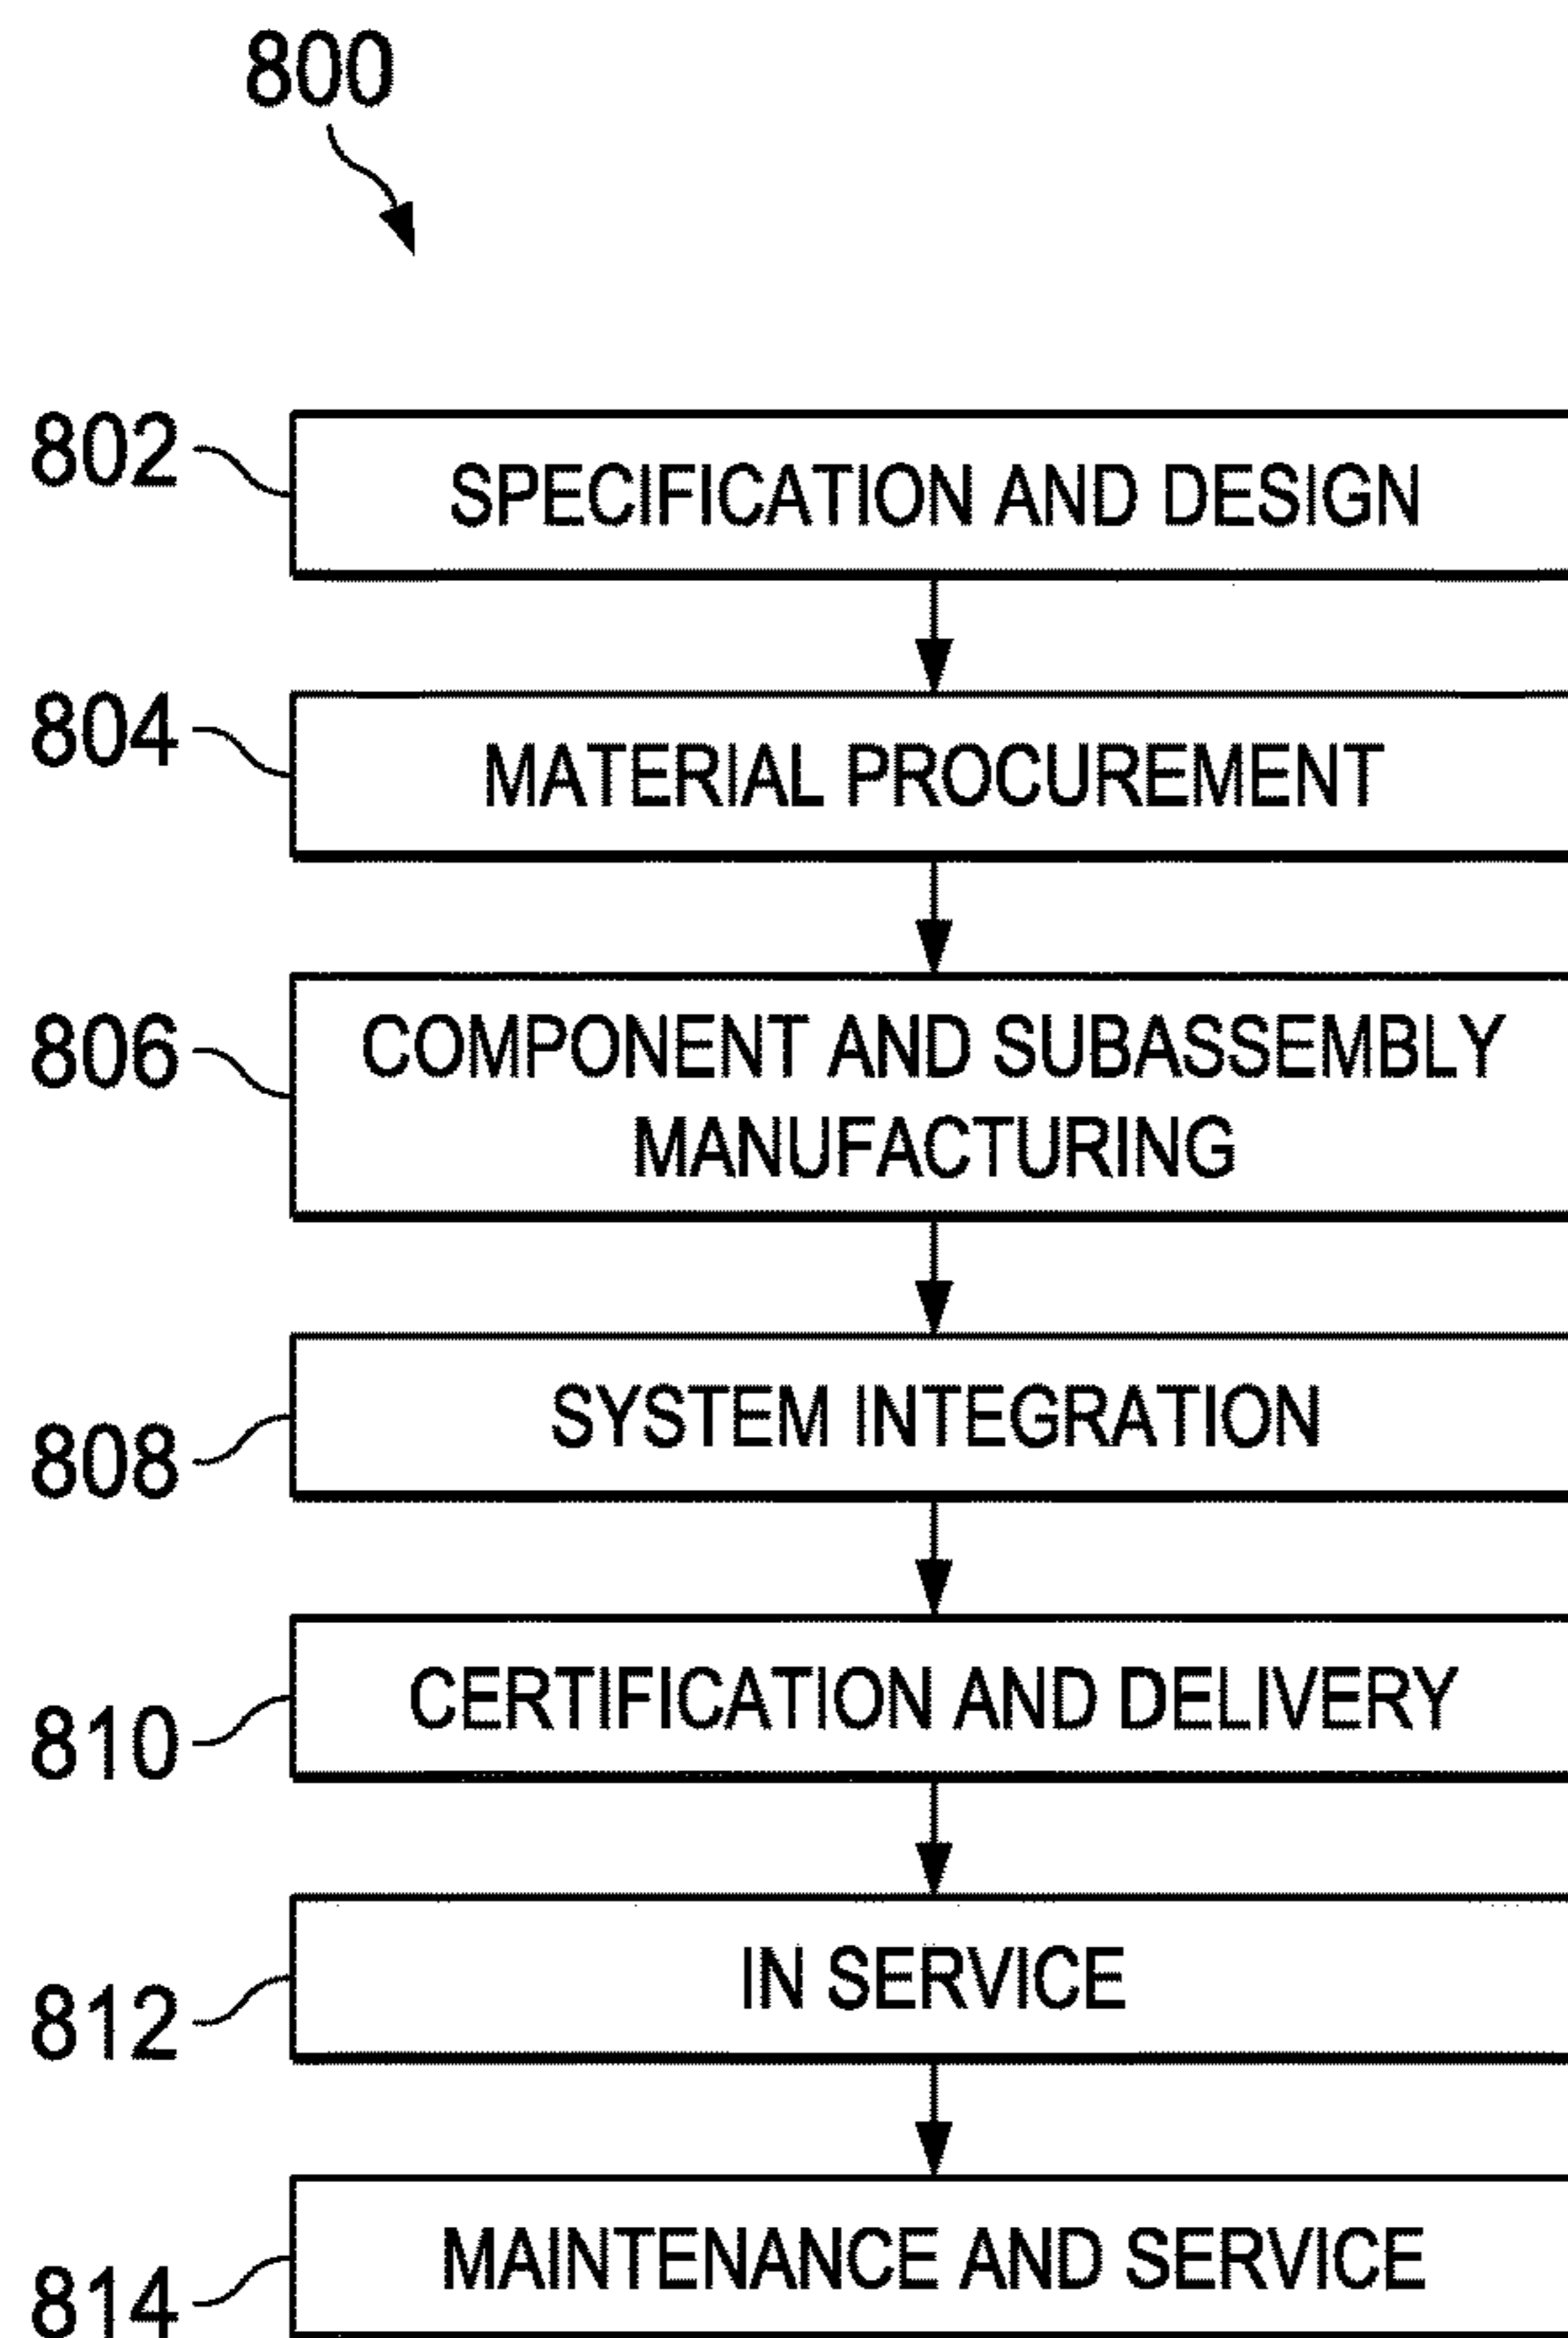 800
802
SPECIFICATION AND DESIGN
804
MATERIAL PROCUREMENT
806
COMPONENT AND SUBASSEMBLY
MANUFACTURING
808
SYSTEM INTEGRATION
810
CERTIFICATION AND DELIVERY
812
IN SERVICE
814
MAINTENANCE AND SERVICE